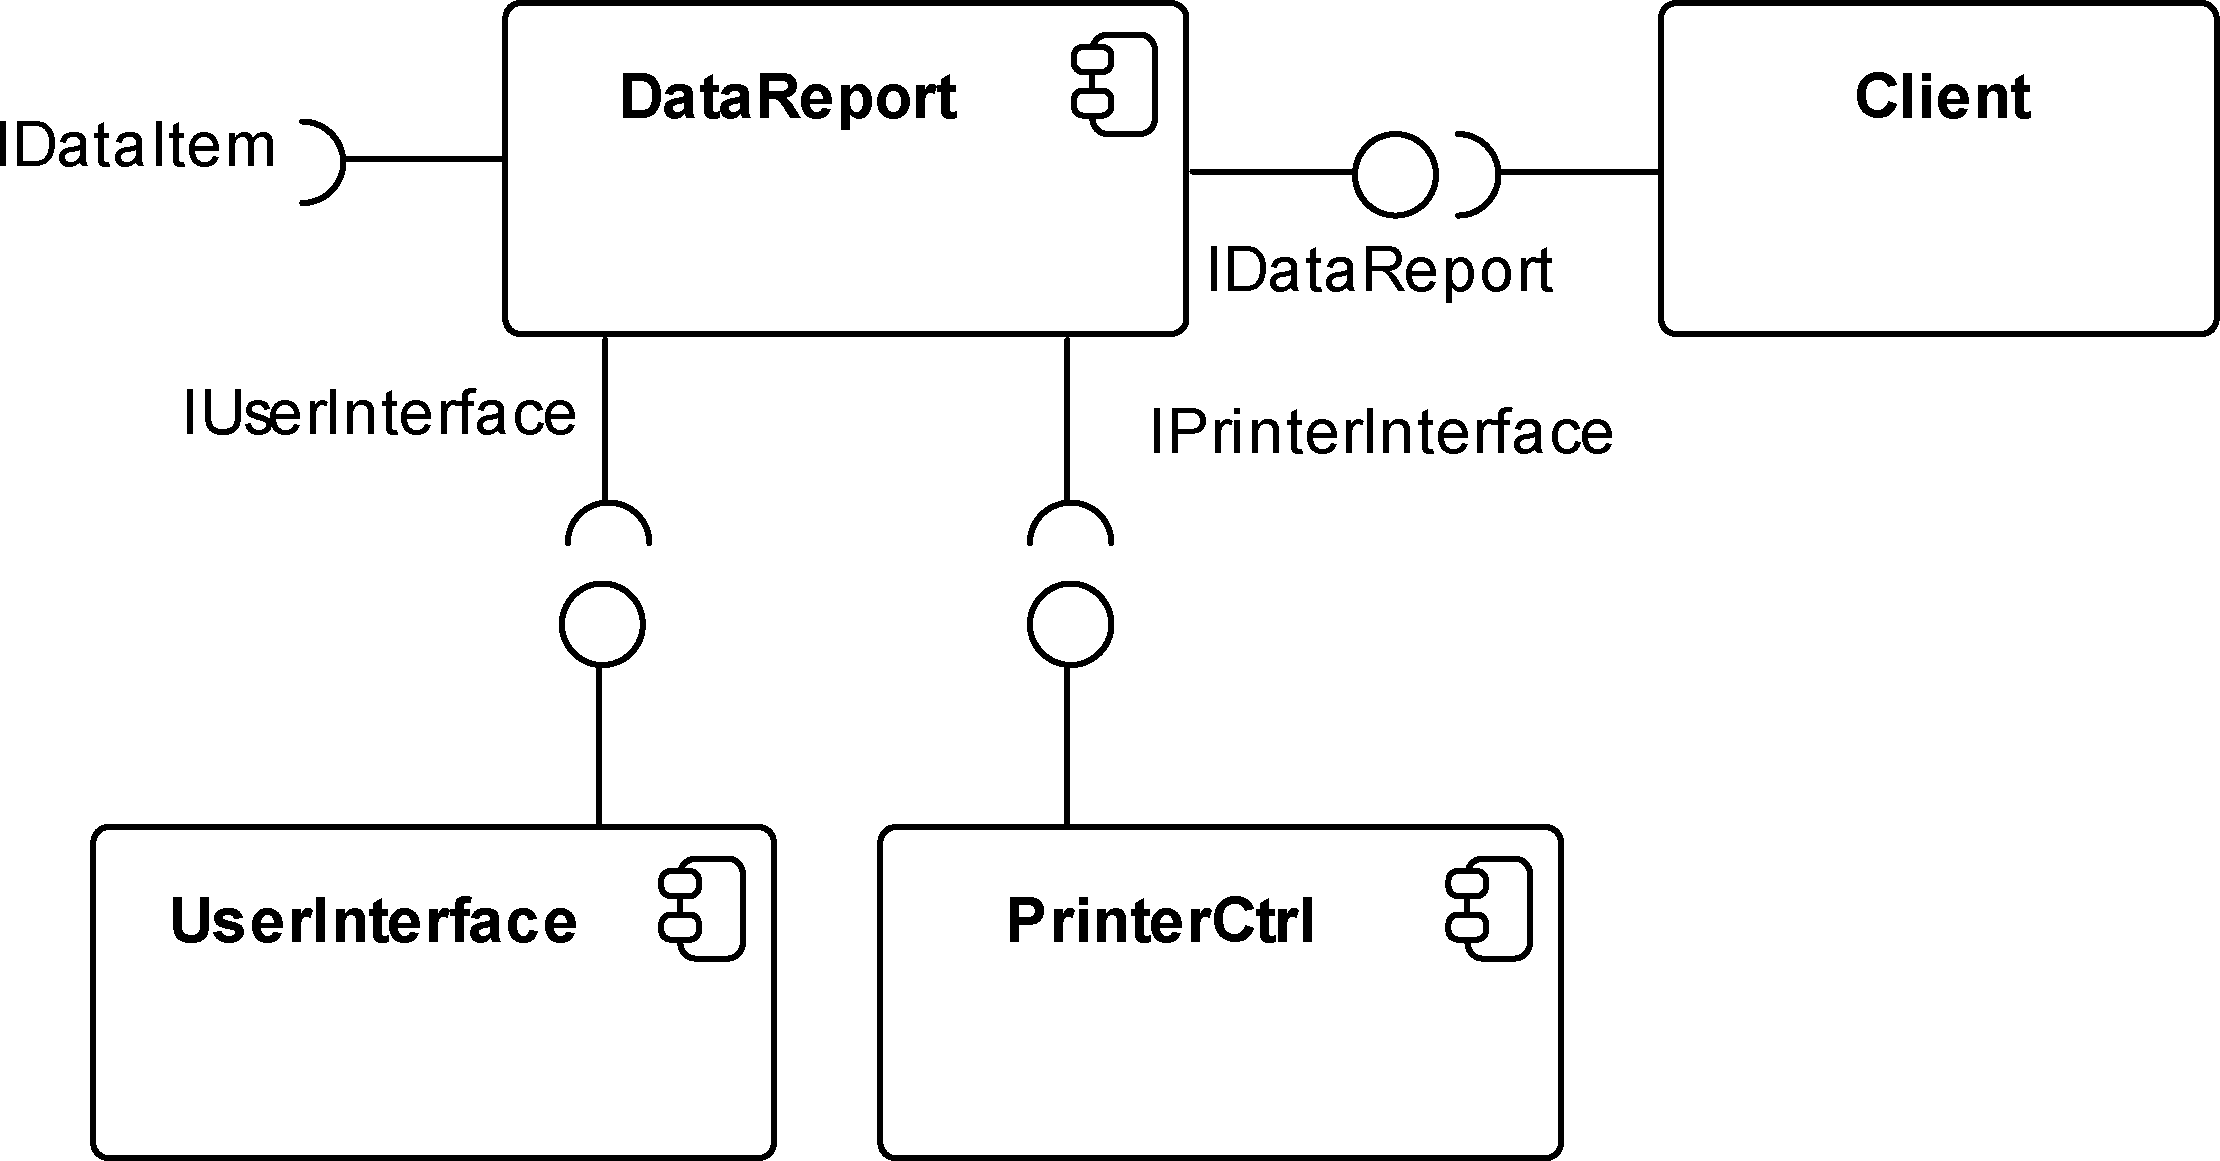 DataReport
Client
IDataItem
IDataReport
IUserInterface
IPrinterInterface
UserInterface
PrinterCtrl